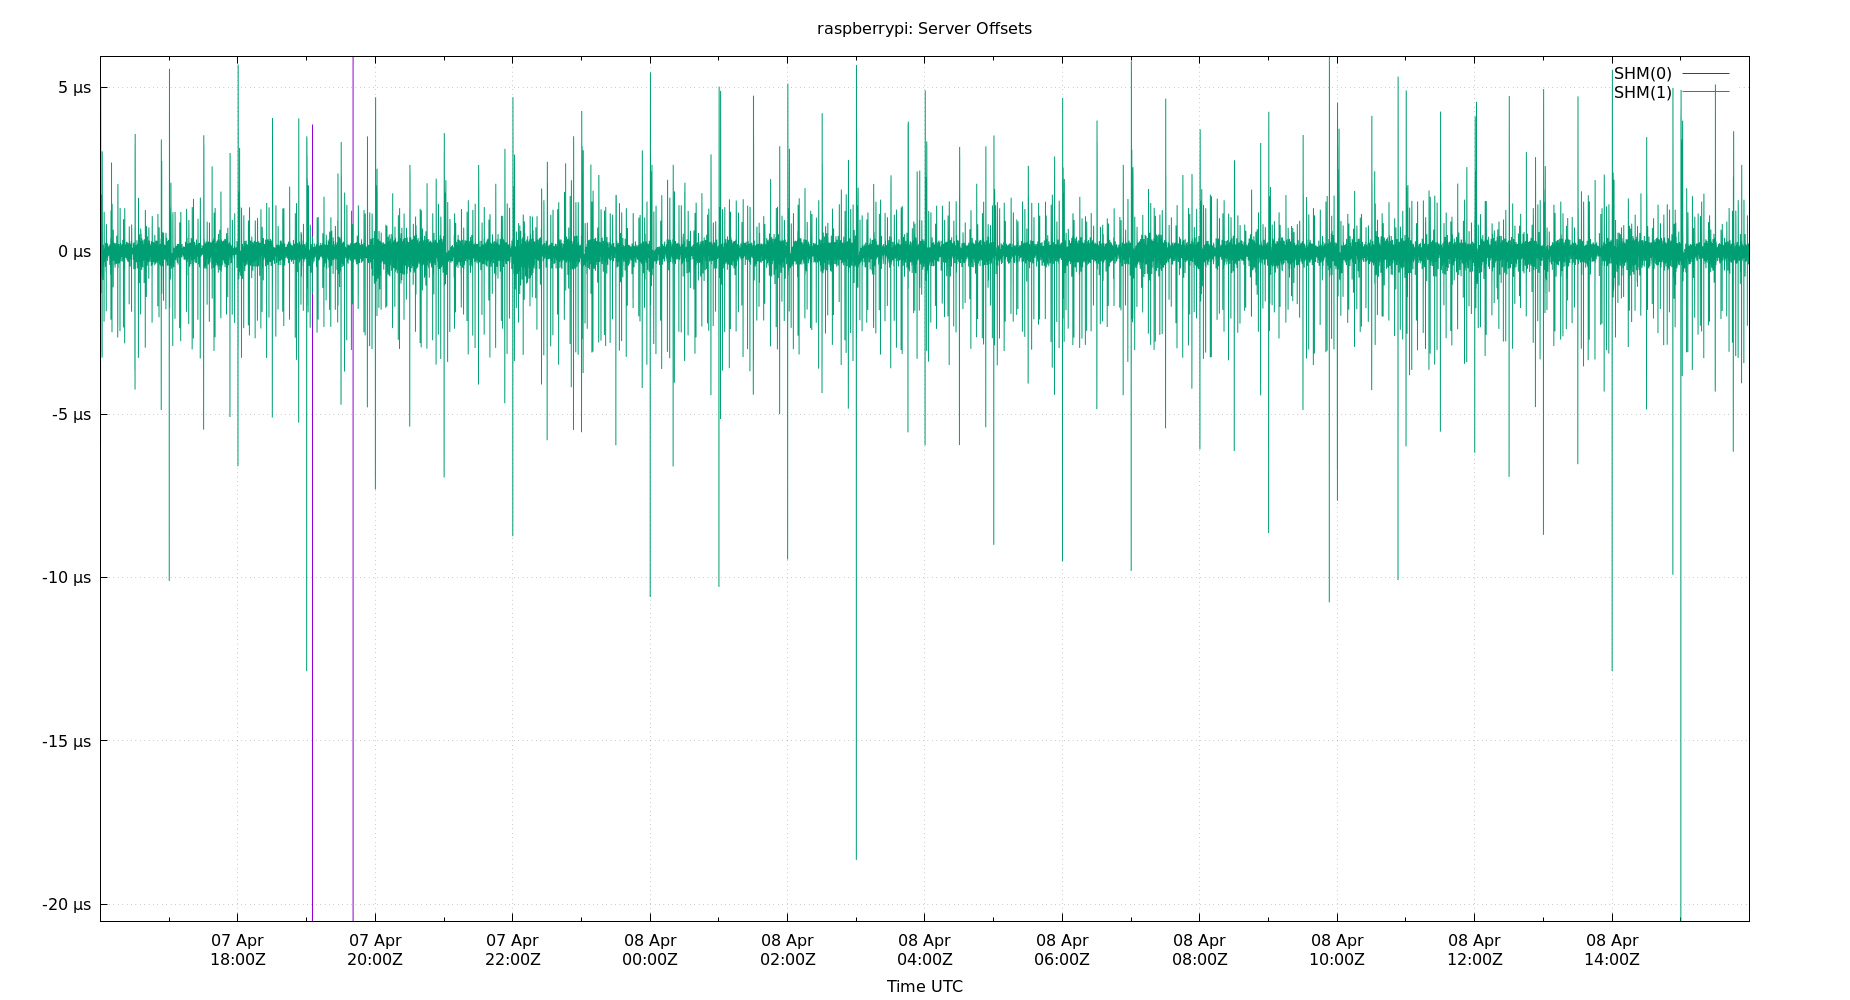 raspberrypi: Server Offsets
SHM(0)
SHM(1)
5 µs
0 µs
-5 µs
-10 µs
-15 µs
-20 µs
07 Apr
18:00Z
07 Apr
20:00Z
07 Apr
22:00Z
08 Apr
00:00Z
08 Apr
02:00Z
08 Apr
04:00Z
08 Apr
06:00Z
08 Apr
08:00Z
08 Apr
10:00Z
08 Apr
12:00Z
08 Apr
14:00Z
Time UTC